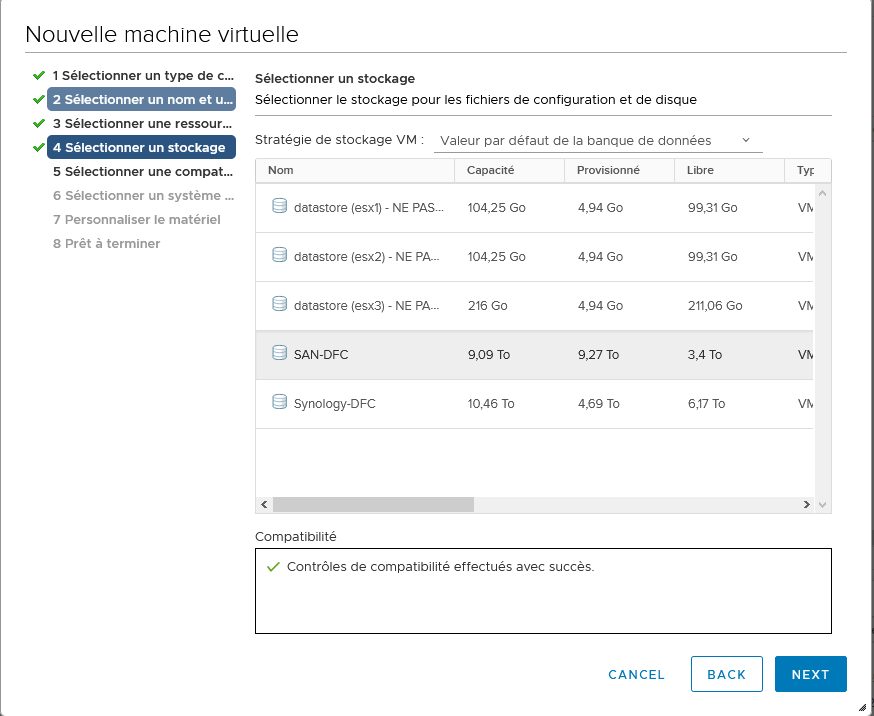 Nouvelle machine virtuelle
1 Sélectionner un type de c...
2 Sélectionner un nom et u...
3 Sélectionner une ressour...
4 Sélectionner un stockage
5 Sélectionner une compat...
6 Sélectionner un système ...
7 Personnaliser le matériel
8 Prêt à terminer
Sélectionner un stockage
Sélectionner le stockage pour les fichiers de configuration et de disque
Stratégie de stockage VM : Valeur par défaut de la banque de données
Nom Capacité Provisionné Libre Typ
datastore (esx1) - NE PAS... 104,25 Go 4,94 Go 99,31 Go VM
datastore (esx2) - NE PA... 104,25 Go 4,94 Go 99,31 Go VM
datastore (esx3) - NE PA... 216 Go 4,94 Go 211,06 Go VM
SAN-DFC 9,09 To 9,27 To 3,4 To VM
Synology-DFC 10,46 To 4,69 To 6,17 To VM
Compatibilité
Contrôles de compatibilité effectués avec succès.
CANCEL BACK NEXT